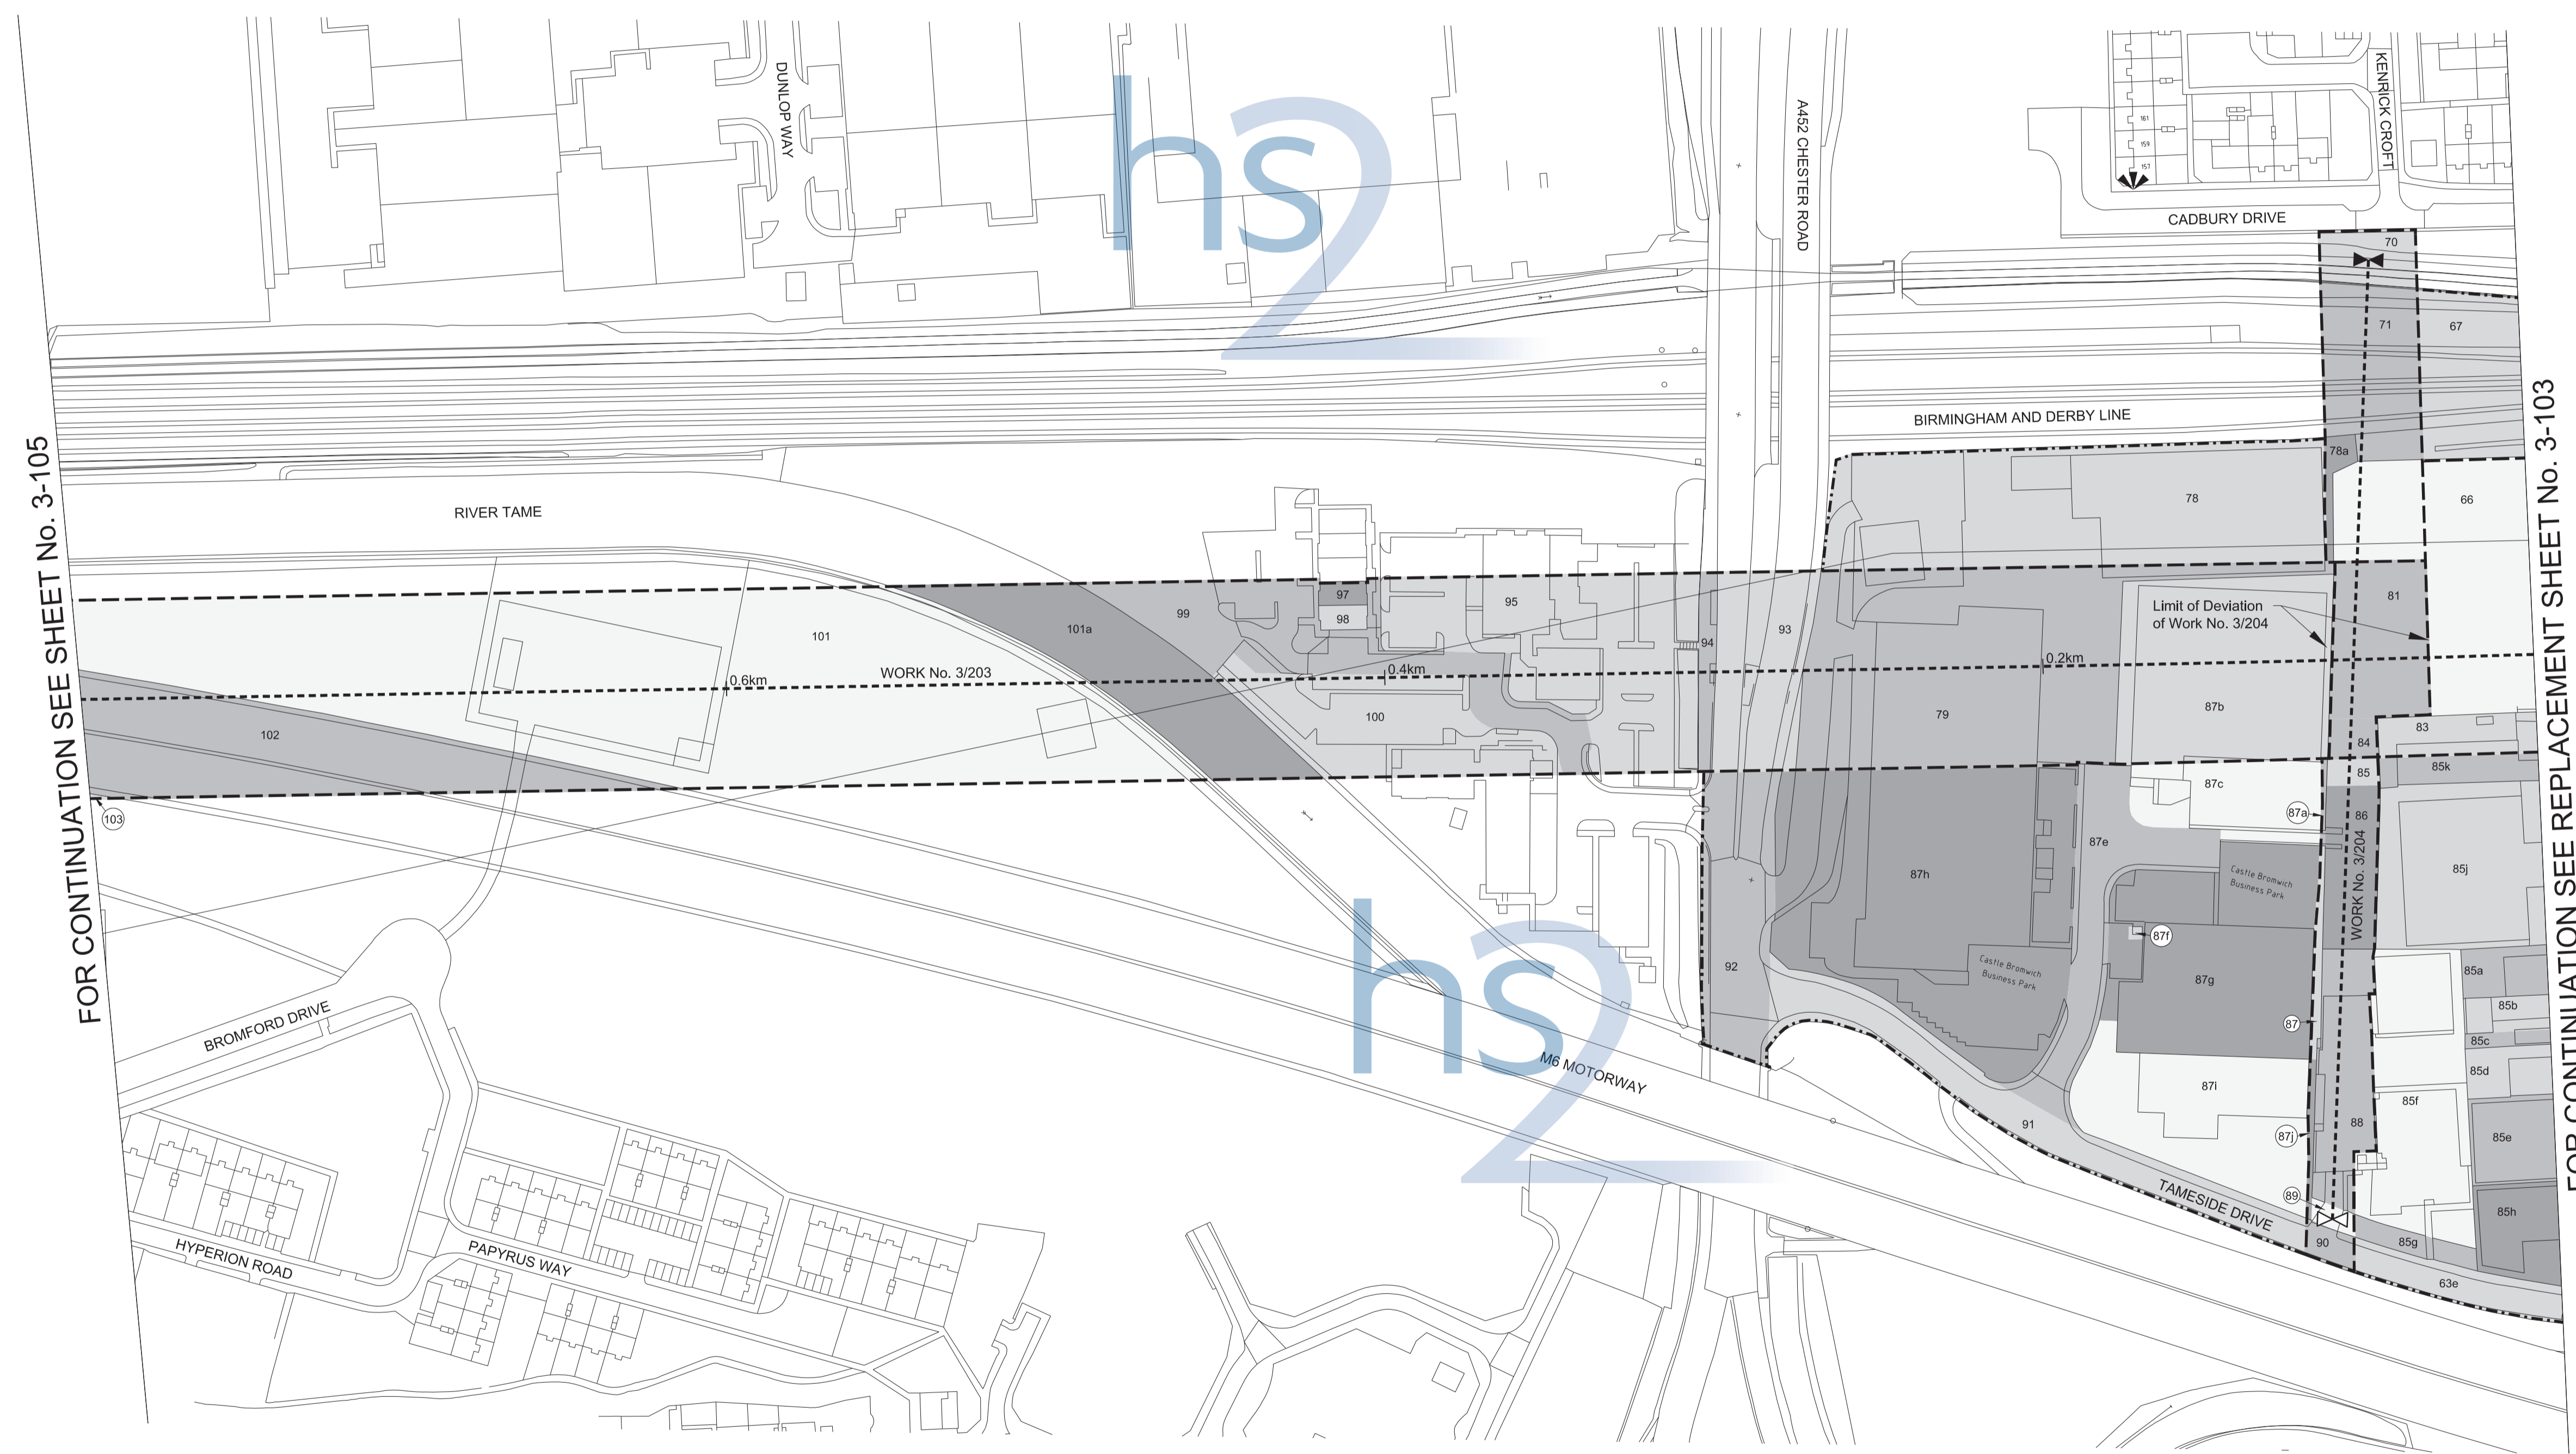 DUNLOP WAY
hs2
A452 CHESTER ROAD
KENRICK CROFT
161
159
157
CADBURY DRIVE
70
71
67
BIRMINGHAM AND DERBY LINE
78a
78
66
FOR CONTINUATION SEE SHEET No. 3-105
RIVER TAME
101
101a
99
97
98
95
94
93
81
Limit of Deviation
of Work No. 3/204
WORK No. 3/203
0.6km
0.4km
0.2km
102
100
79
87b
83
84
85
85k
87c
87a
86
103
87e
WORK No. 3/204
87h
85j
Castle Bromwich
Business Park
87f
hs2
92
Castle Bromwich
Business Park
87g
85a
85b
87
85c
85d
BROMFORD DRIVE
M6 MOTORWAY
87i
85f
91
88
87j
85e
TAMESIDE DRIVE
89
85h
90
85g
63e
HYPERION ROAD
PAPYRUS WAY
FOR CONTINUATION SEE REPLACEMENT SHEET No. 3-103